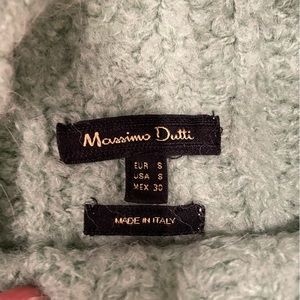 Massimo Dutti
EUR S
USA S
MEX 30
MADE IN ITALY